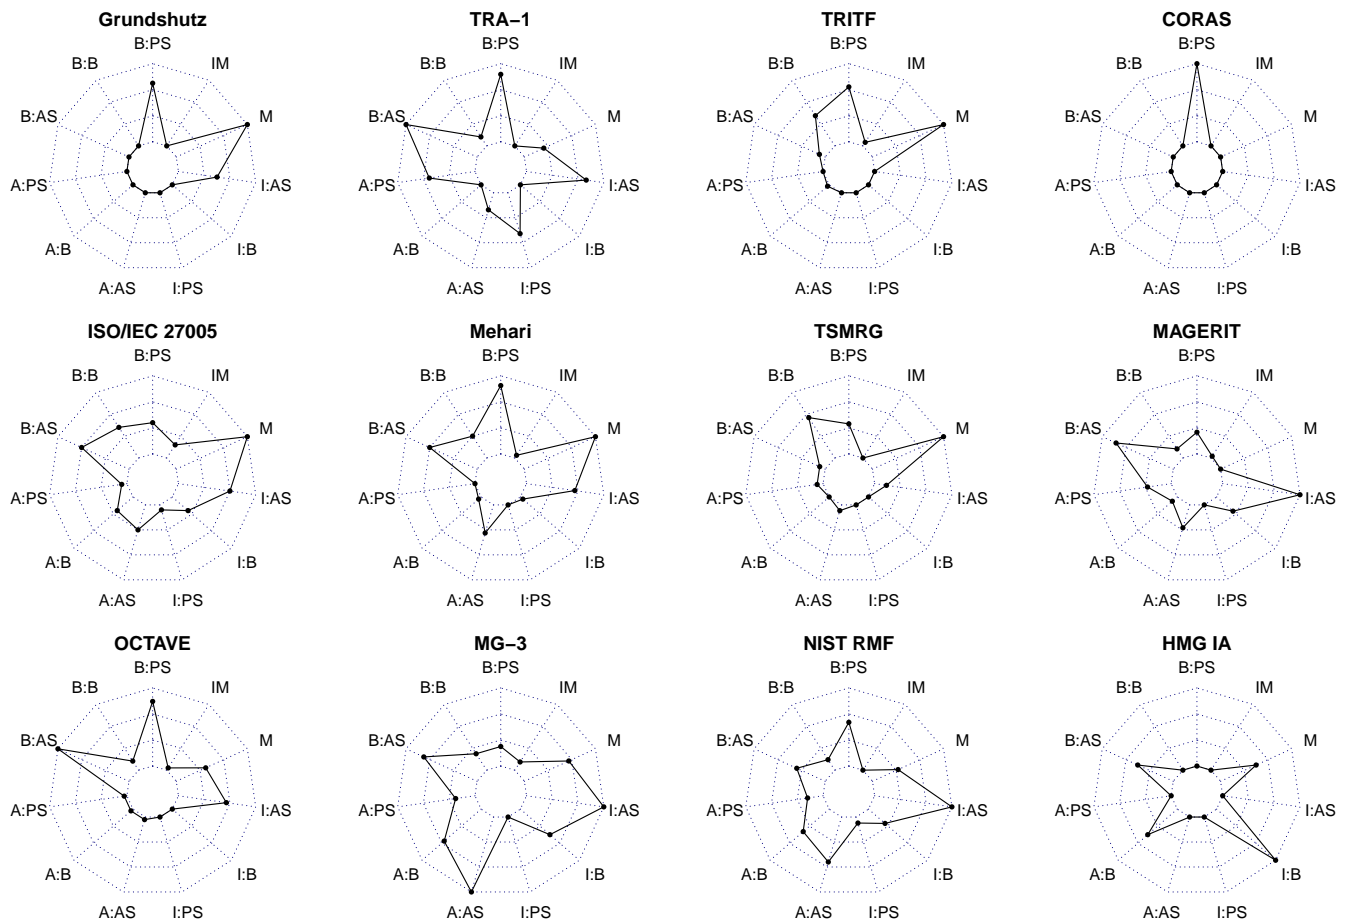 Grundshutz
B:PS
B:B
IM
B:AS
M
A:PS
I:AS
A:B
I:B
A:AS
I:PS
TRA−1
B:PS
B:B
IM
B:AS
M
A:PS
I:AS
A:B
I:B
A:AS
I:PS
TRITF
B:PS
B:B
IM
B:AS
M
A:PS
I:AS
A:B
I:B
A:AS
I:PS
CORAS
B:PS
B:B
IM
B:AS
M
A:PS
I:AS
A:B
I:B
A:AS
I:PS
ISO/IEC 27005
B:PS
B:B
IM
B:AS
M
A:PS
I:AS
A:B
I:B
A:AS
I:PS
Mehari
B:PS
B:B
IM
B:AS
M
A:PS
I:AS
A:B
I:B
A:AS
I:PS
TSMRG
B:PS
B:B
IM
B:AS
M
A:PS
I:AS
A:B
I:B
A:AS
I:PS
MAGERIT
B:PS
B:B
IM
B:AS
M
A:PS
I:AS
A:B
I:B
A:AS
I:PS
OCTAVE
B:PS
B:B
IM
B:AS
M
A:PS
I:AS
A:B
I:B
A:AS
I:PS
MG−3
B:PS
B:B
IM
B:AS
M
A:PS
I:AS
A:B
I:B
A:AS
I:PS
NIST RMF
B:PS
B:B
IM
B:AS
M
A:PS
I:AS
A:B
I:B
A:AS
I:PS
HMG IA
B:PS
B:B
IM
B:AS
M
A:PS
I:AS
A:B
I:B
A:AS
I:PS